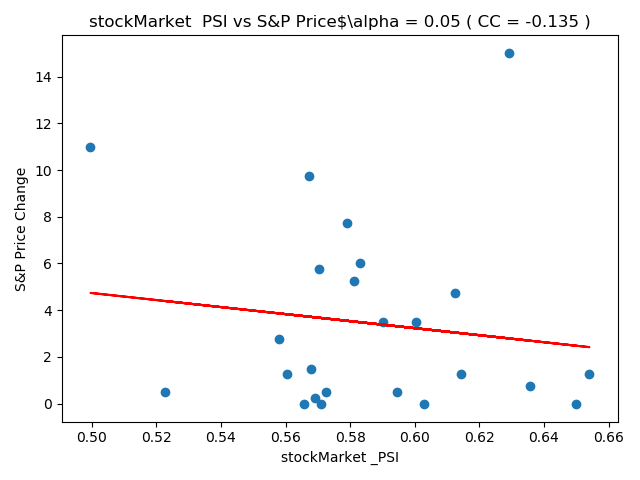 stockMarket  PSI vs S&P Price$\alpha = 0.05 ( CC = -0.135 )
S&P Price Change
14
12
10
8
6
4
2
0
0.50 0.52 0.54 0.56 0.58 0.60 0.62 0.64 0.66
stockMarket _PSI